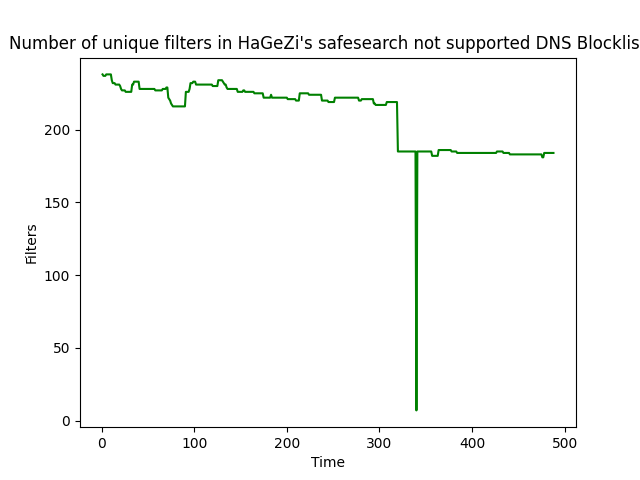 Number of unique filters in HaGeZi's safesearch not supported DNS Blocklis
Filters
200
150
100
50
0
0 100 200 300 400 500
Time